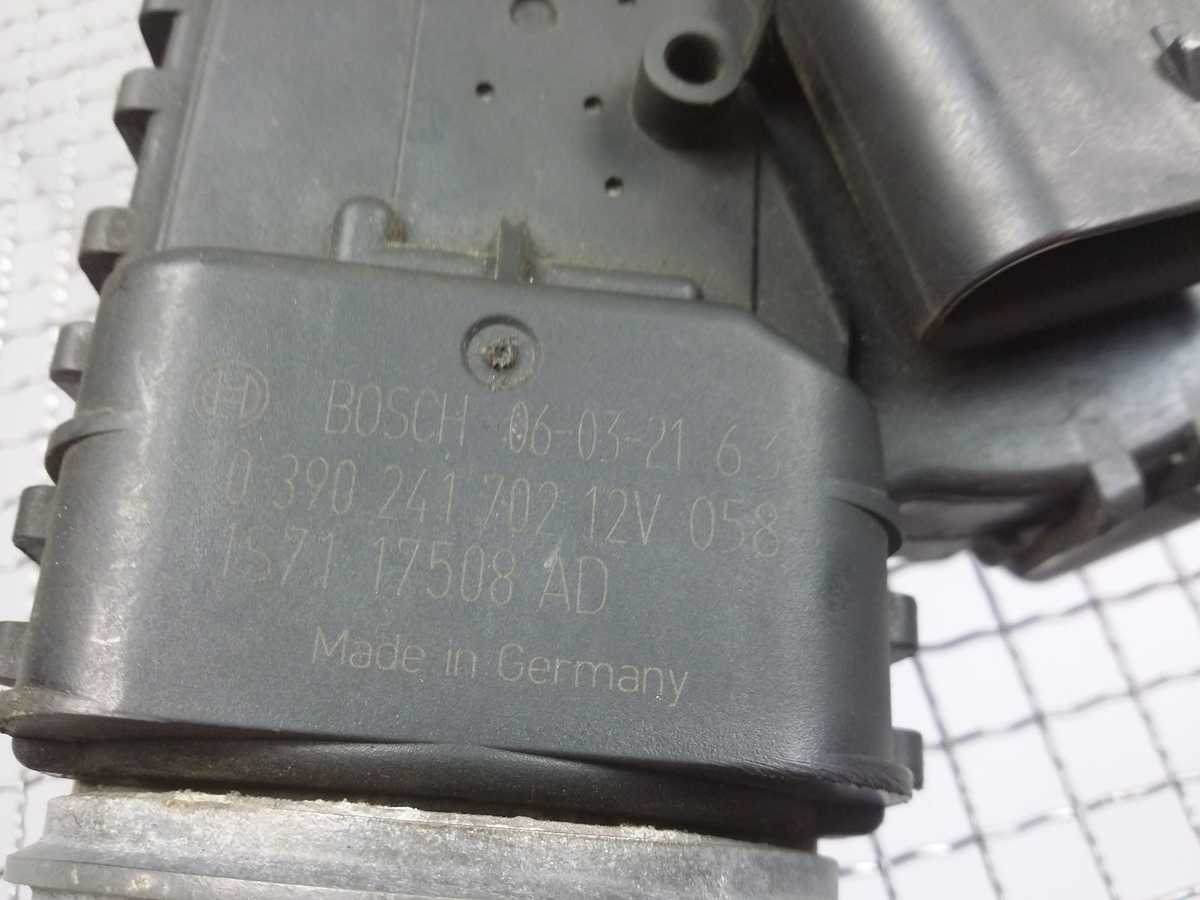 BOSCH 06-03-21 63
0 390 241 702 12V 058
1S71 17508 AD
Made in Germany